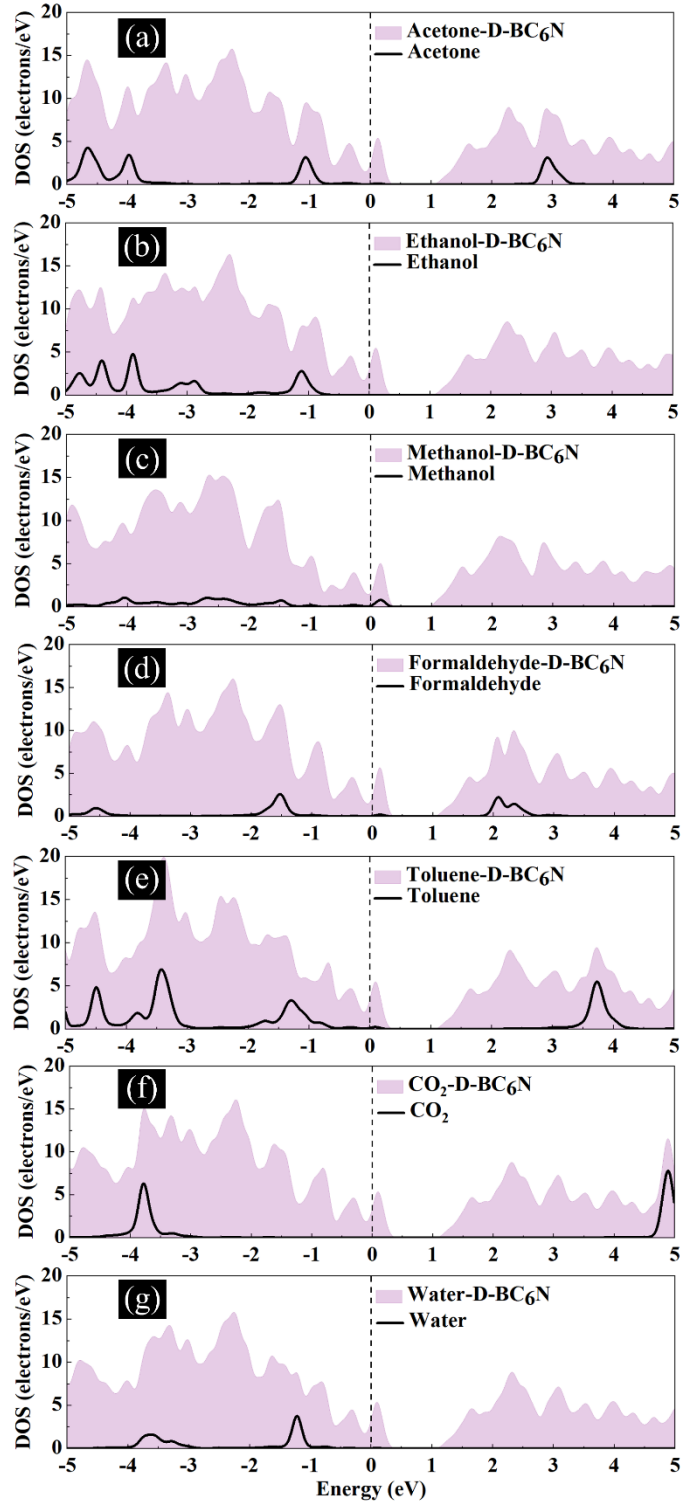 (a)
Acetone-D-BC6N
Acetone
DOS (electrons/eV)
20
15
10
5
0
-5 -4 -3 -2 -1 0 1 2 3 4 5
(b)
Ethanol-D-BC6N
Ethanol
DOS (electrons/eV)
20
15
10
5
0
-5 -4 -3 -2 -1 0 1 2 3 4 5
(c)
Methanol-D-BC6N
Methanol
DOS (electrons/eV)
20
15
10
5
0
-5 -4 -3 -2 -1 0 1 2 3 4 5
(d)
Formaldehyde-D-BC6N
Formaldehyde
DOS (electrons/eV)
20
15
10
5
0
-5 -4 -3 -2 -1 0 1 2 3 4 5
(e)
Toluene-D-BC6N
Toluene
DOS (electrons/eV)
20
15
10
5
0
-5 -4 -3 -2 -1 0 1 2 3 4 5
(f)
CO2-D-BC6N
CO2
DOS (electrons/eV)
20
15
10
5
0
-5 -4 -3 -2 -1 0 1 2 3 4 5
(g)
Water-D-BC6N
Water
DOS (electrons/eV)
20
15
10
5
0
-5 -4 -3 -2 -1 0 1 2 3 4 5
Energy (eV)